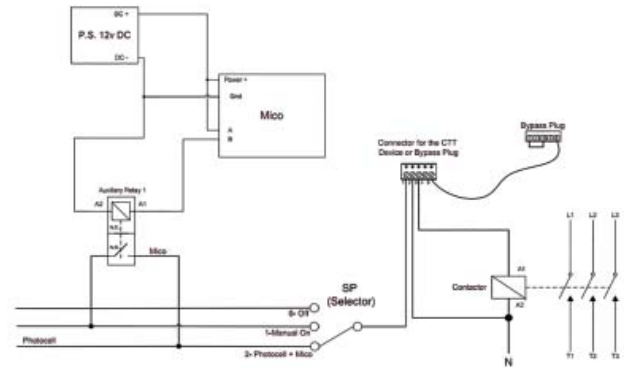 DC +
P.S. 12v DC
DC -
Power +
Gnd
Mico
A
B
Auxiliary Relay 1
A2
A1
Mico
Connector for the CTT
Device or Bypass Plug
Bypass Plug
SP
(Selector)
0- Off
1-Manual On
Photocell
2- Photocell + Mico
Contactor
A1
A2
N
L1
L2
L3
T1
T2
T3